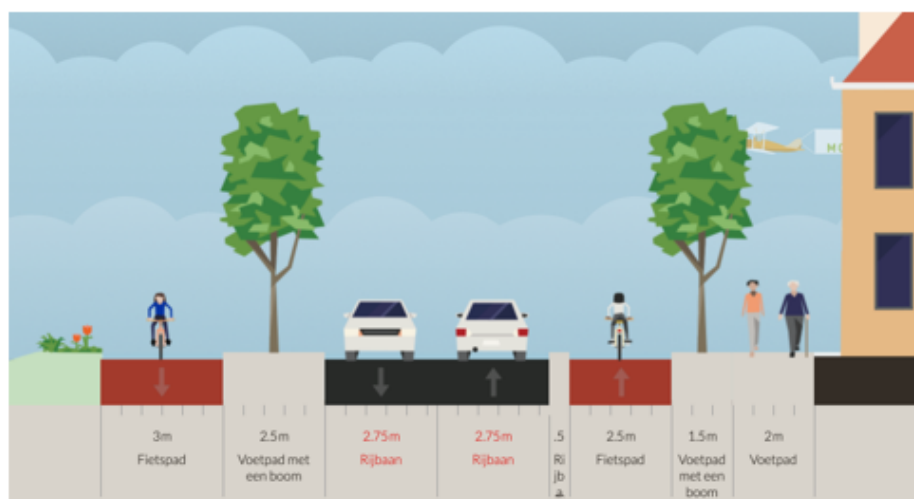 HO
3m
Fietspad
2.5m
Voetpad met
een boom
2.75m
Rijbaan
2.75m
Rijbaan
.5
Ri
jb
a
2.5m
Fietspad
1.5m
Voetpad
met een
boom
2m
Voetpad